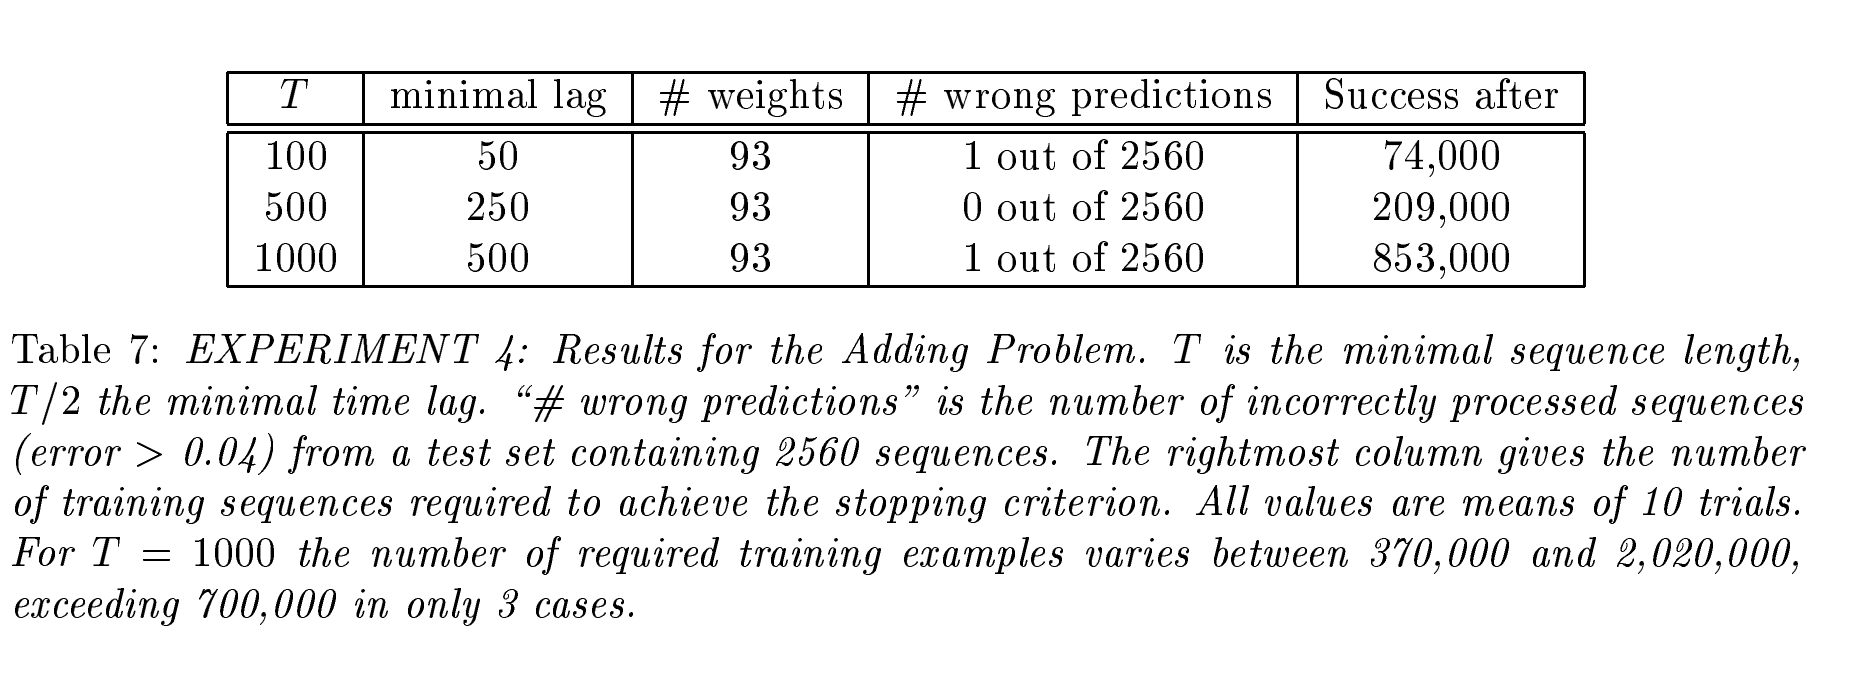 T minimal lag # weights # wrong predictions Success after
100 50 93 1 out of 2560 74,000
500 250 93 0 out of 2560 209,000
1000 500 93 1 out of 2560 853,000
Table 7: EXPERIMENT 4: Results for the Adding Problem. T is the minimal sequence length,
T/2 the minimal time lag. “# wrong predictions” is the number of incorrectly processed sequences
(error > 0.04) from a test set containing 2560 sequences. The rightmost column gives the number
of training sequences required to achieve the stopping criterion. All values are means of 10 trials.
For T = 1000 the number of required training examples varies between 370,000 and 2,020,000,
exceeding 700,000 in only 3 cases.